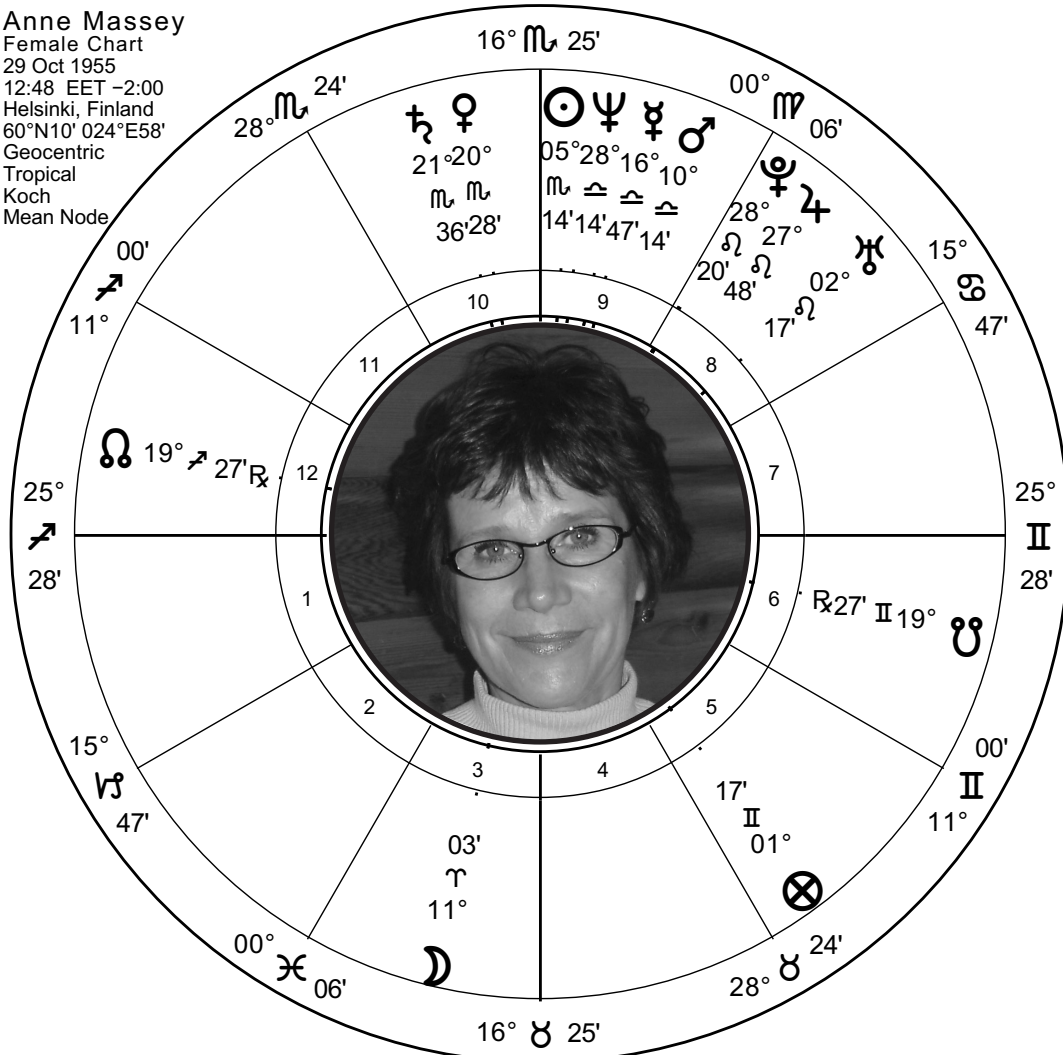 Anne Massey
Female Chart
29 Oct 1955
12:48 EET −2:00
Helsinki, Finland
60°N10' 024°E58'
Geocentric
Tropical
Koch
Mean Node
16° ♏ 25'
28° ♏ 24'
00° ♍ 06'
♄ ♀ ☉ ♆ ☿ ♂
21° 20° 05° 28° 16° 10°
♏ ♏ ♏ ♎ ♎ ♎
36' 28' 14' 14' 47' 14'
♇ 28° ♌ 20'
♃ 27° ♌ 48'
♅ 02° ♌ 17'
00' ♐ 11°
15° ♋ 47'
10 9
11 8
☊ 19° ♐ 27' ℞
12 7
25° ♐ 28'
25° ♊ 28'
1 6
℞ 27' ♊ 19° ☋
2 5
3 4
15° ♑ 47'
00' ♊ 11°
17' ♊ 01° ⊗
03' ♈ 11° ☽
00° ♓ 06'
28° ♉ 24'
16° ♉ 25'